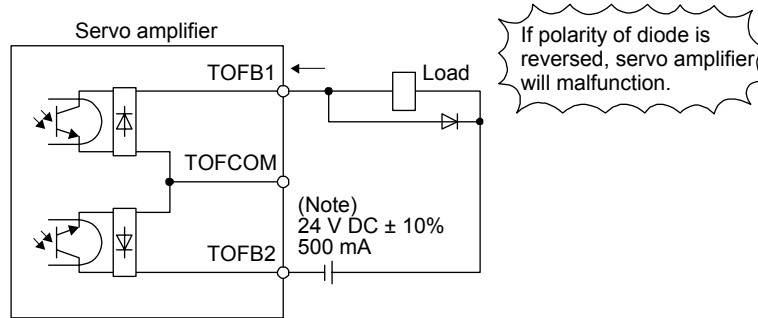 Servo amplifier
If polarity of diode is
reversed, servo amplifier
will malfunction.
TOFB1
Load
TOFCOM
(Note)
24 V DC ± 10%
500 mA
TOFB2